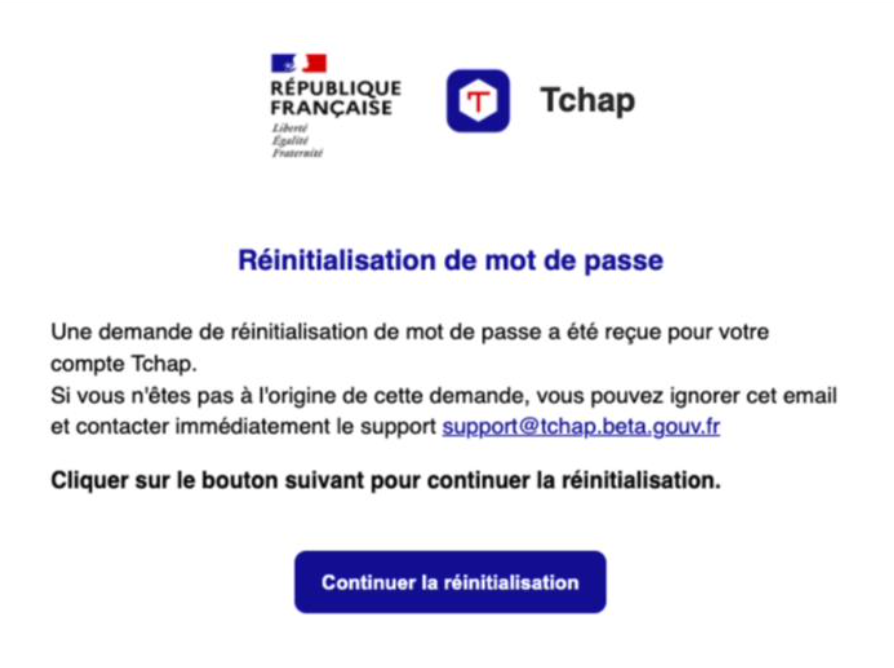 RÉPUBLIQUE
FRANÇAISE
Liberté
Égalité
Fraternité
Tchap
Réinitialisation de mot de passe
Une demande de réinitialisation de mot de passe a été reçue pour votre
compte Tchap.
Si vous n'êtes pas à l'origine de cette demande, vous pouvez ignorer cet email
et contacter immédiatement le support support@tchap.beta.gouv.fr
Cliquer sur le bouton suivant pour continuer la réinitialisation.
Continuer la réinitialisation